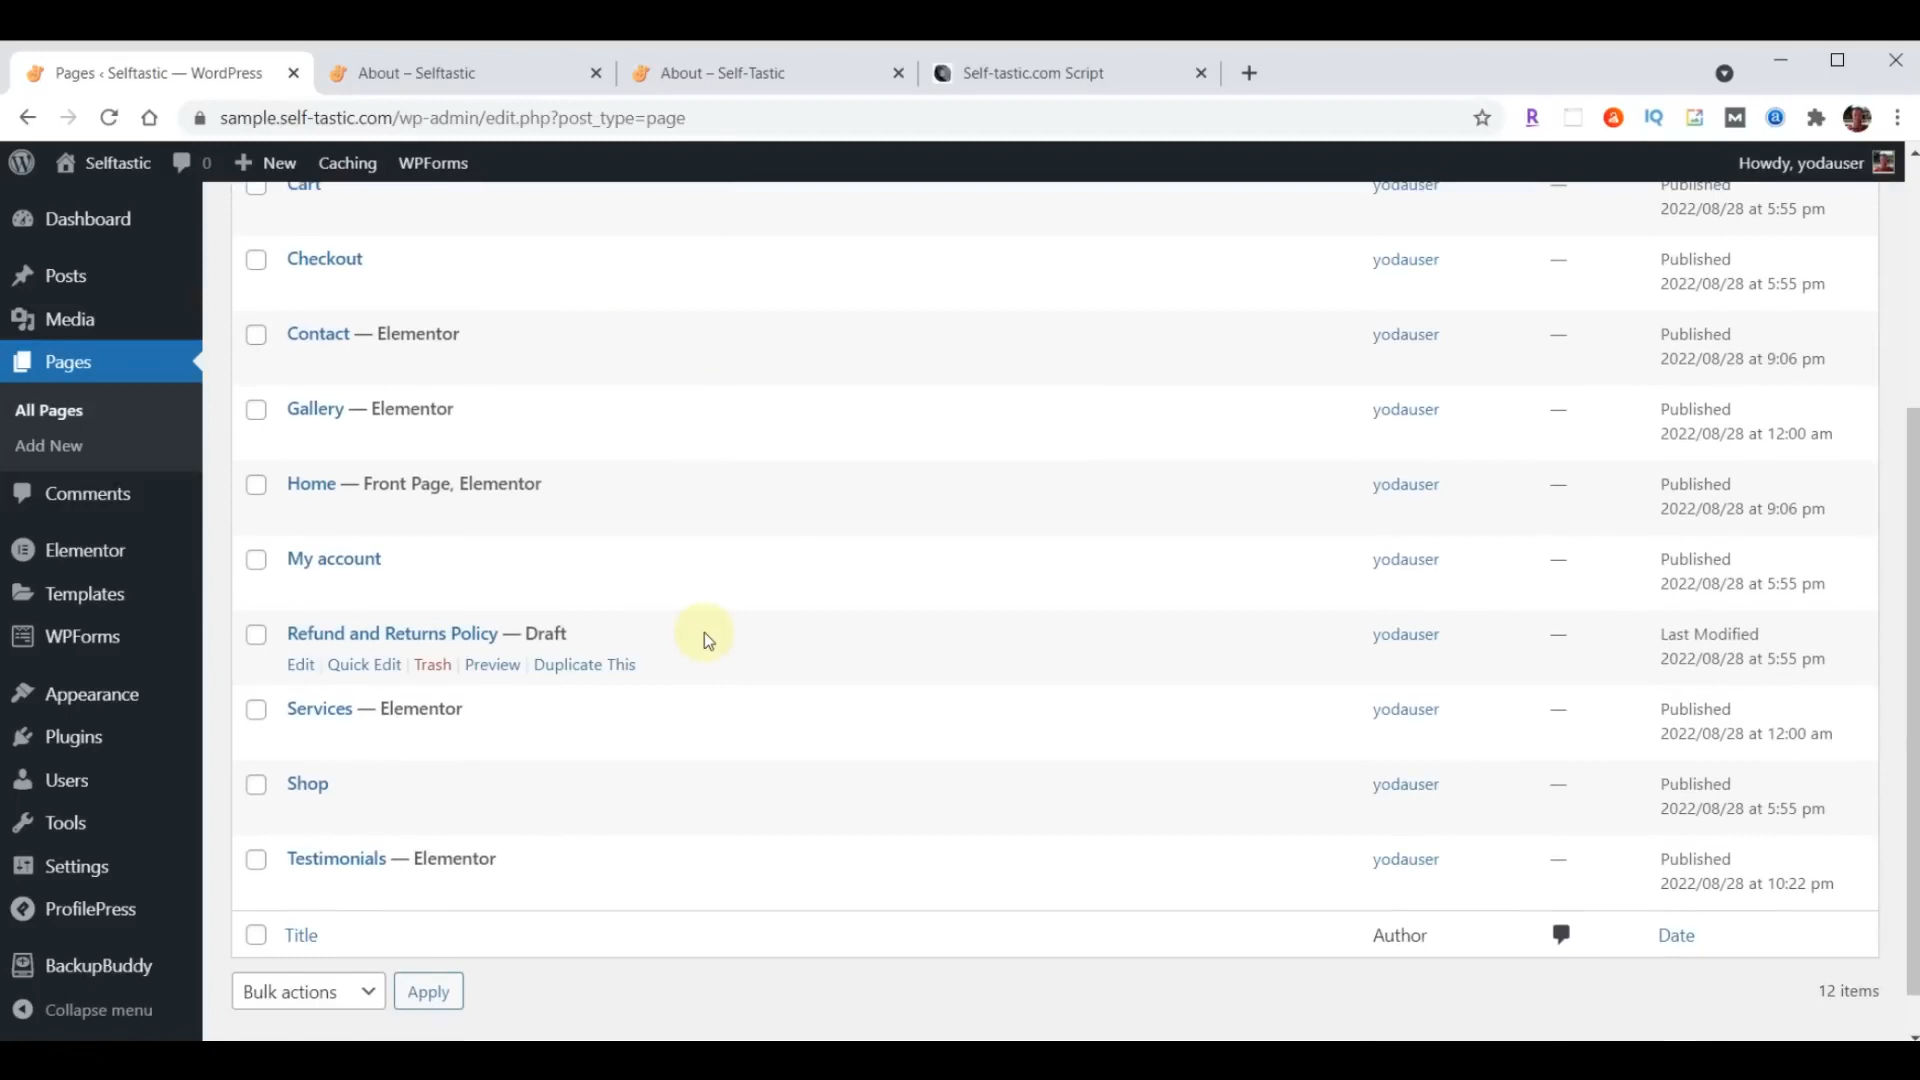 Pages ‹ Selftastic — WordPress
About – Selftastic
About – Self-Tastic
Self-tastic.com Script
sample.self-tastic.com/wp-admin/edit.php?post_type=page
Selftastic
0
New
Caching
WPForms
Howdy, yodauser
Dashboard
Posts
Media
Pages
All Pages
Add New
Comments
Elementor
Templates
WPForms
Appearance
Plugins
Users
Tools
Settings
ProfilePress
BackupBuddy
Collapse menu
Cart
yodauser
—
Published
2022/08/28 at 5:55 pm
Checkout
yodauser
—
Published
2022/08/28 at 5:55 pm
Contact — Elementor
yodauser
—
Published
2022/08/28 at 9:06 pm
Gallery — Elementor
yodauser
—
Published
2022/08/28 at 12:00 am
Home — Front Page, Elementor
yodauser
—
Published
2022/08/28 at 9:06 pm
My account
yodauser
—
Published
2022/08/28 at 5:55 pm
Refund and Returns Policy — Draft
Edit | Quick Edit | Trash | Preview | Duplicate This
yodauser
—
Last Modified
2022/08/28 at 5:55 pm
Services — Elementor
yodauser
—
Published
2022/08/28 at 12:00 am
Shop
yodauser
—
Published
2022/08/28 at 5:55 pm
Testimonials — Elementor
yodauser
—
Published
2022/08/28 at 10:22 pm
Title
Author
Date
Bulk actions
Apply
12 items